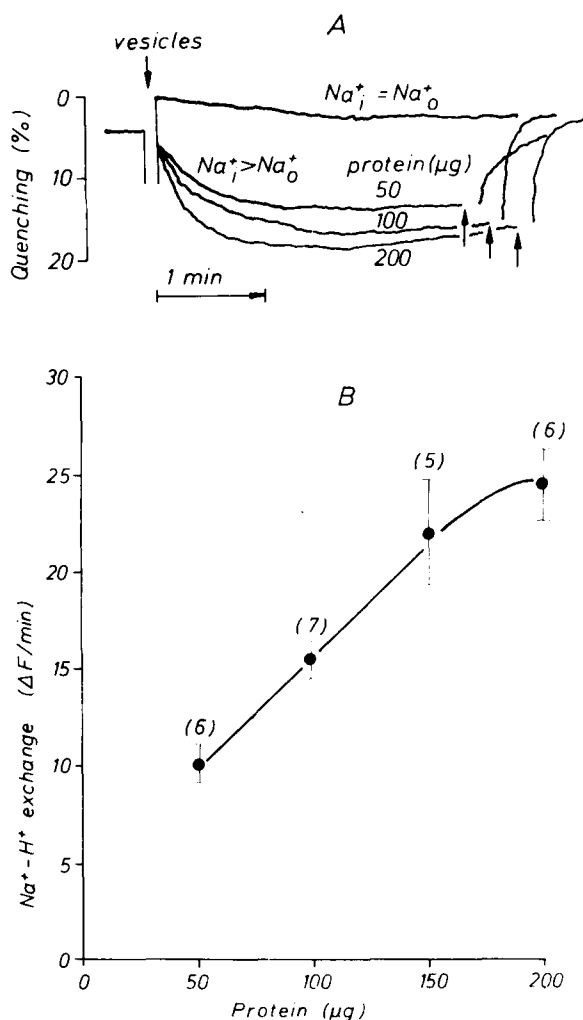 A
vesicles
0
10
20
Quenching (%)
Na⁺ᵢ = Na⁺ₒ
Na⁺ᵢ > Na⁺ₒ
protein (μg)
50
100
200
1 min
B
30
25
20
15
10
5
0
Na⁺-H⁺ exchange (ΔF/min)
(6)
(7)
(5)
(6)
0
50
100
150
200
Protein (μg)